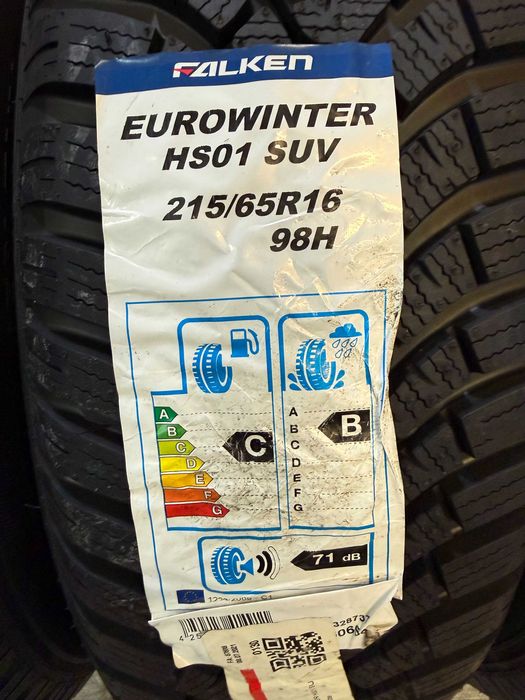 FALKEN
EUROWINTER
HS01 SUV
215/65R16
98H
A
B
C
D
E
F
G
C
A
B
C
D
E
F
G
B
71 dB